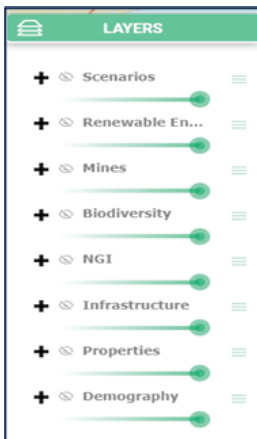 LAYERS
Scenarios
Renewable En...
Mines
Biodiversity
NGI
Infrastructure
Properties
Demography